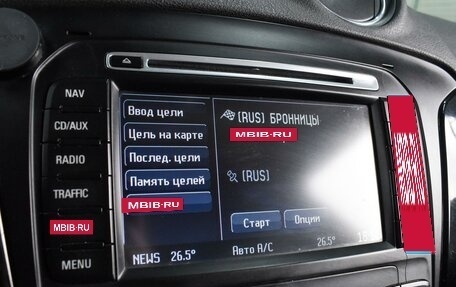 NAV
CD/AUX
RADIO
TRAFFIC
MBIB-RU
MENU
Ввод цели
Цель на карте
Послед. цели
Память целей
MBIB-RU
(RUS) БРОННИЦЫ
MBIB-RU
(RUS)
Старт
Опции
NEWS 26.5°
Авто A/C
26.5°